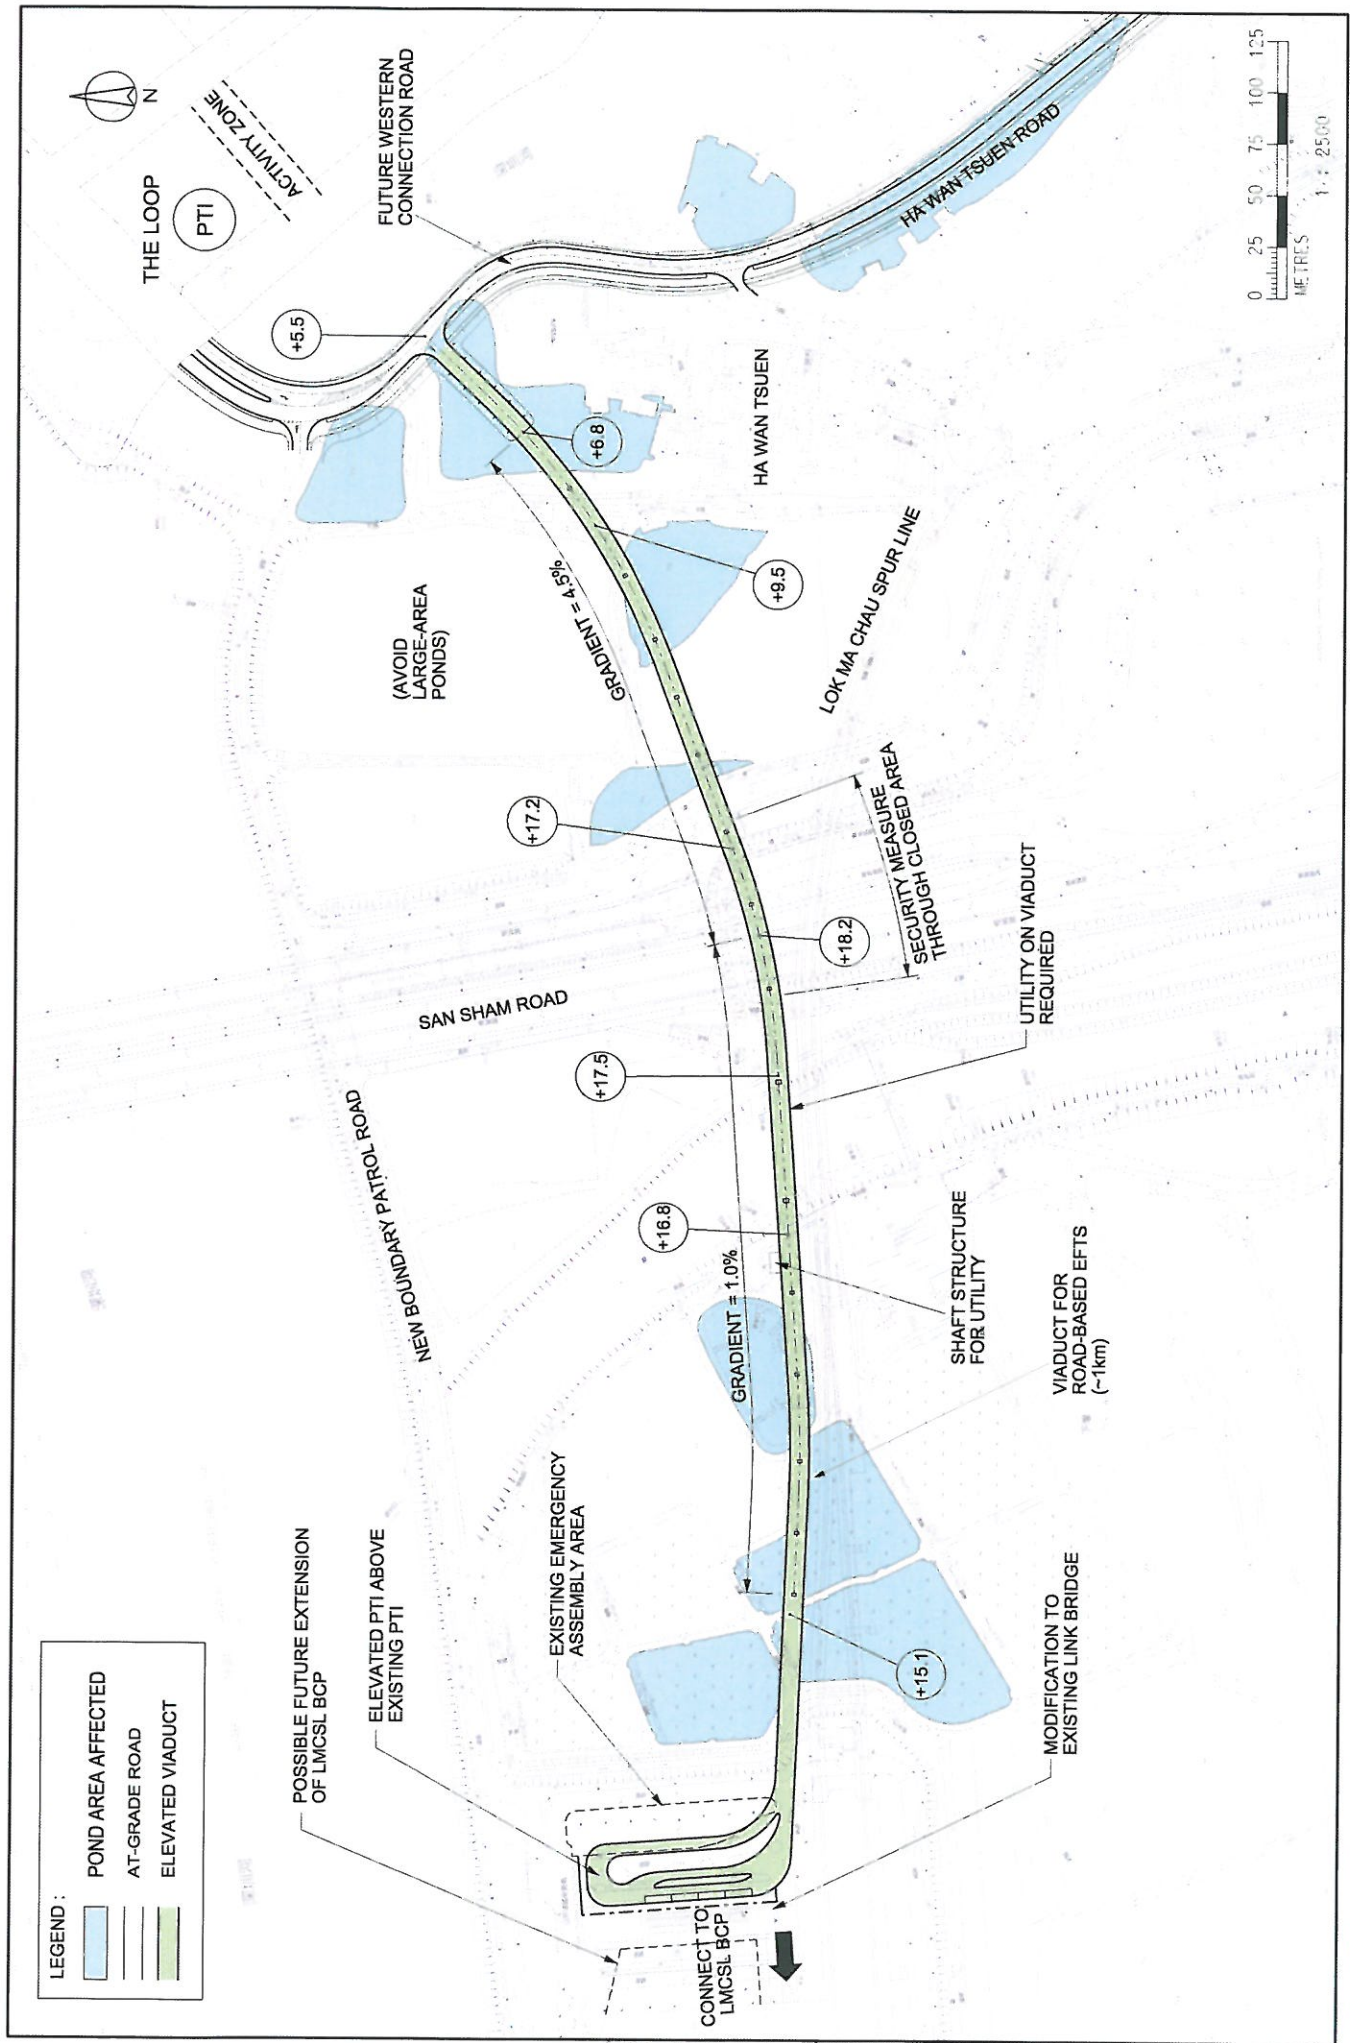 LEGEND :
POND AREA AFFECTED
AT-GRADE ROAD
ELEVATED VIADUCT
POSSIBLE FUTURE EXTENSION
OF LMCSL BCP
ELEVATED PTI ABOVE
EXISTING PTI
EXISTING EMERGENCY
ASSEMBLY AREA
CONNECT TO
LMCSL BCP
MODIFICATION TO
EXISTING LINK BRIDGE
+15.1
VIADUCT FOR
ROAD-BASED EFTS
(~1km)
SHAFT STRUCTURE
FOR UTILITY
GRADIENT = 1.0%
+16.8
+17.5
NEW BOUNDARY PATROL ROAD
SAN SHAM ROAD
UTILITY ON VIADUCT
REQUIRED
+18.2
SECURITY MEASURE
THROUGH CLOSED AREA
+17.2
LOK MA CHAU SPUR LINE
(AVOID
LARGE-AREA
PONDS)
GRADIENT = 4.5%
+9.5
+6.8
HA WAN TSUEN
+5.5
THE LOOP
PTI
ACTIVITY ZONE
N
FUTURE WESTERN
CONNECTION ROAD
HA WAN TSUEN ROAD
0 25 50 75 100 125
METRES
1 : 2500